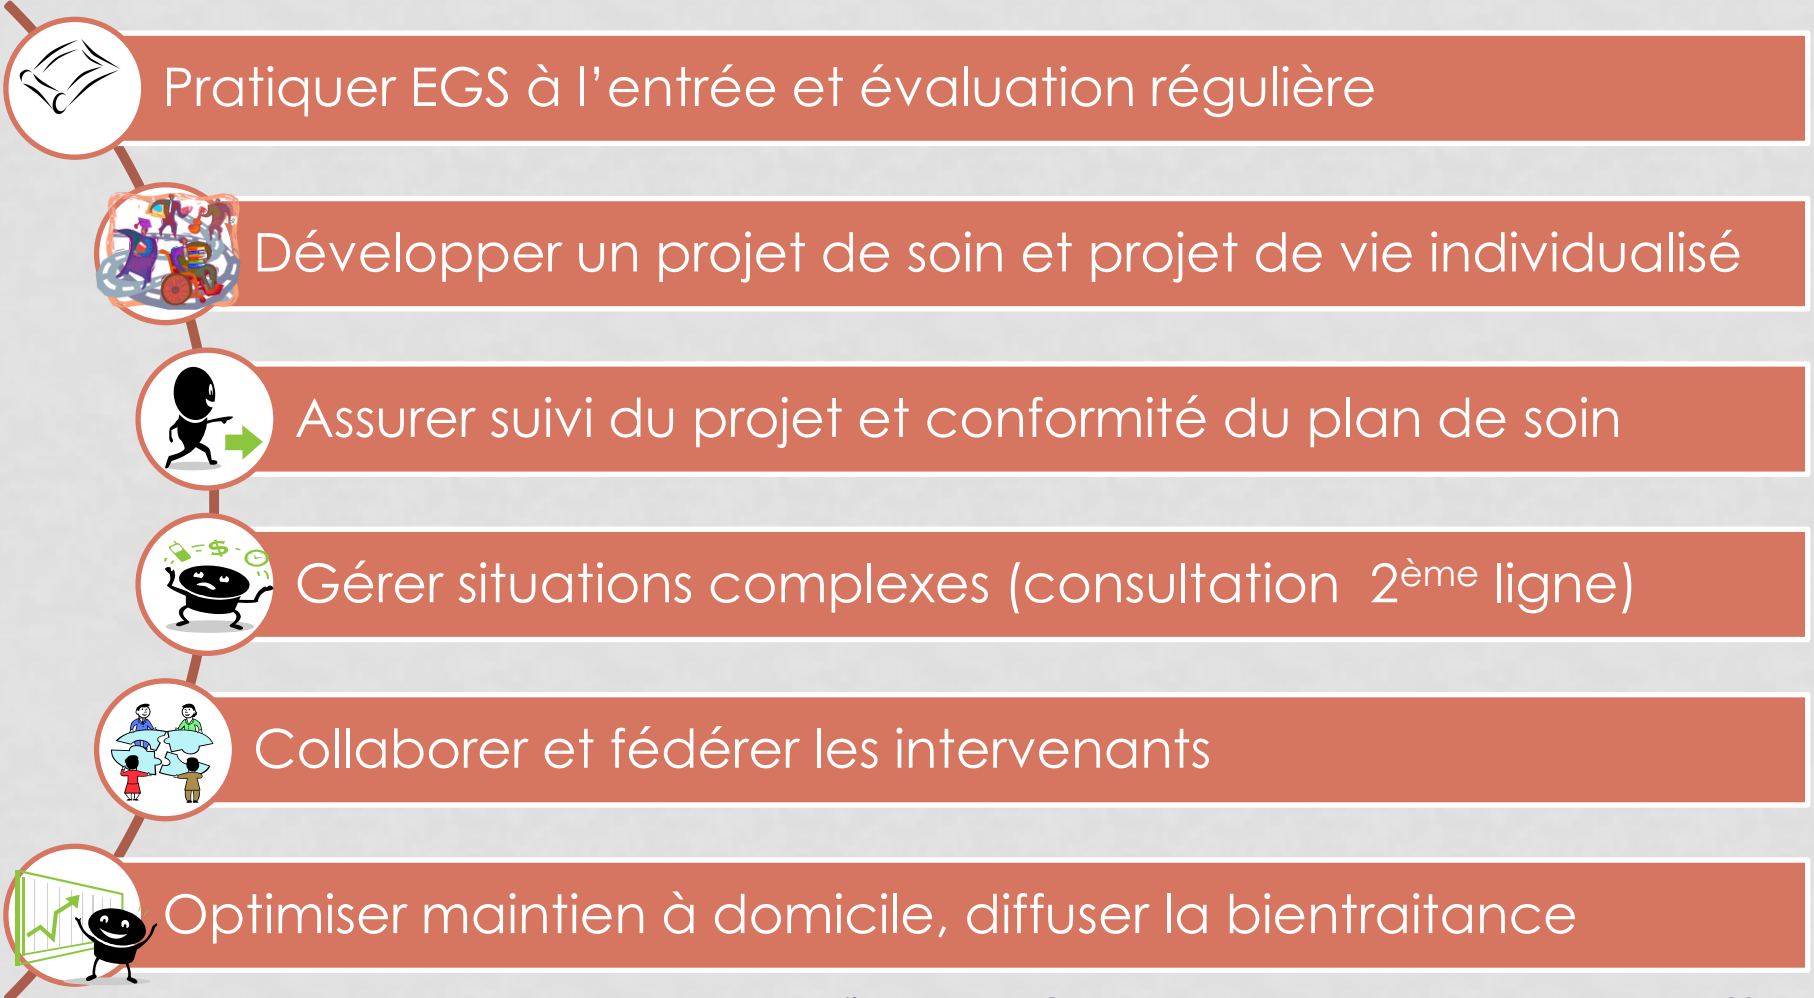 Pratiquer EGS à l’entrée et évaluation régulière
Développer un projet de soin et projet de vie individualisé
Assurer suivi du projet et conformité du plan de soin
Gérer situations complexes (consultation 2ème ligne)
Collaborer et fédérer les intervenants
Optimiser maintien à domicile, diffuser la bientraitance